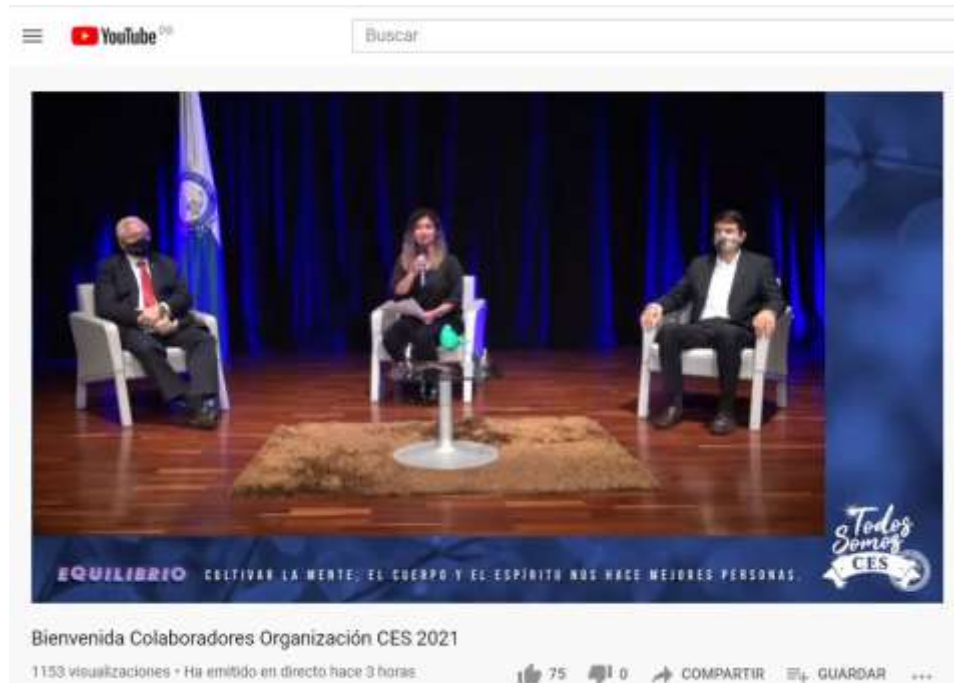 YouTube
Buscar
EQUILIBRIO CULTIVAR LA MENTE, EL CUERPO Y EL ESPÍRITU NOS HACE MEJORES PERSONAS.
Todos
Somos
CES
Bienvenida Colaboradores Organización CES 2021
1153 visualizaciones • Ha emitido en directo hace 3 horas
75 0 COMPARTIR GUARDAR